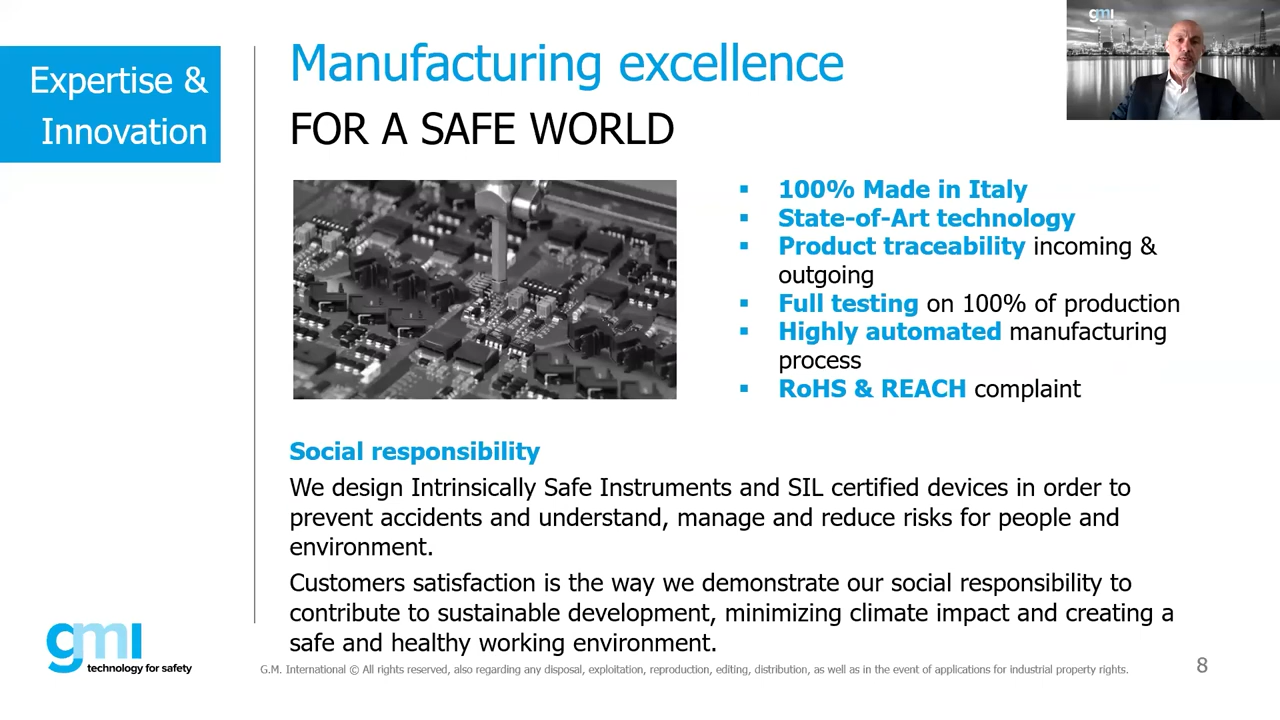 Expertise &
Innovation
Manufacturing excellence
FOR A SAFE WORLD
gmi
▪ 100% Made in Italy
▪ State-of-Art technology
▪ Product traceability incoming &
outgoing
▪ Full testing on 100% of production
▪ Highly automated manufacturing
process
▪ RoHS & REACH complaint
Social responsibility
We design Intrinsically Safe Instruments and SIL certified devices in order to
prevent accidents and understand, manage and reduce risks for people and
environment.
Customers satisfaction is the way we demonstrate our social responsibility to
contribute to sustainable development, minimizing climate impact and creating a
safe and healthy working environment.
gmi
technology for safety
G.M. International © All rights reserved, also regarding any disposal, exploitation, reproduction, editing, distribution, as well as in the event of applications for industrial property rights.
8